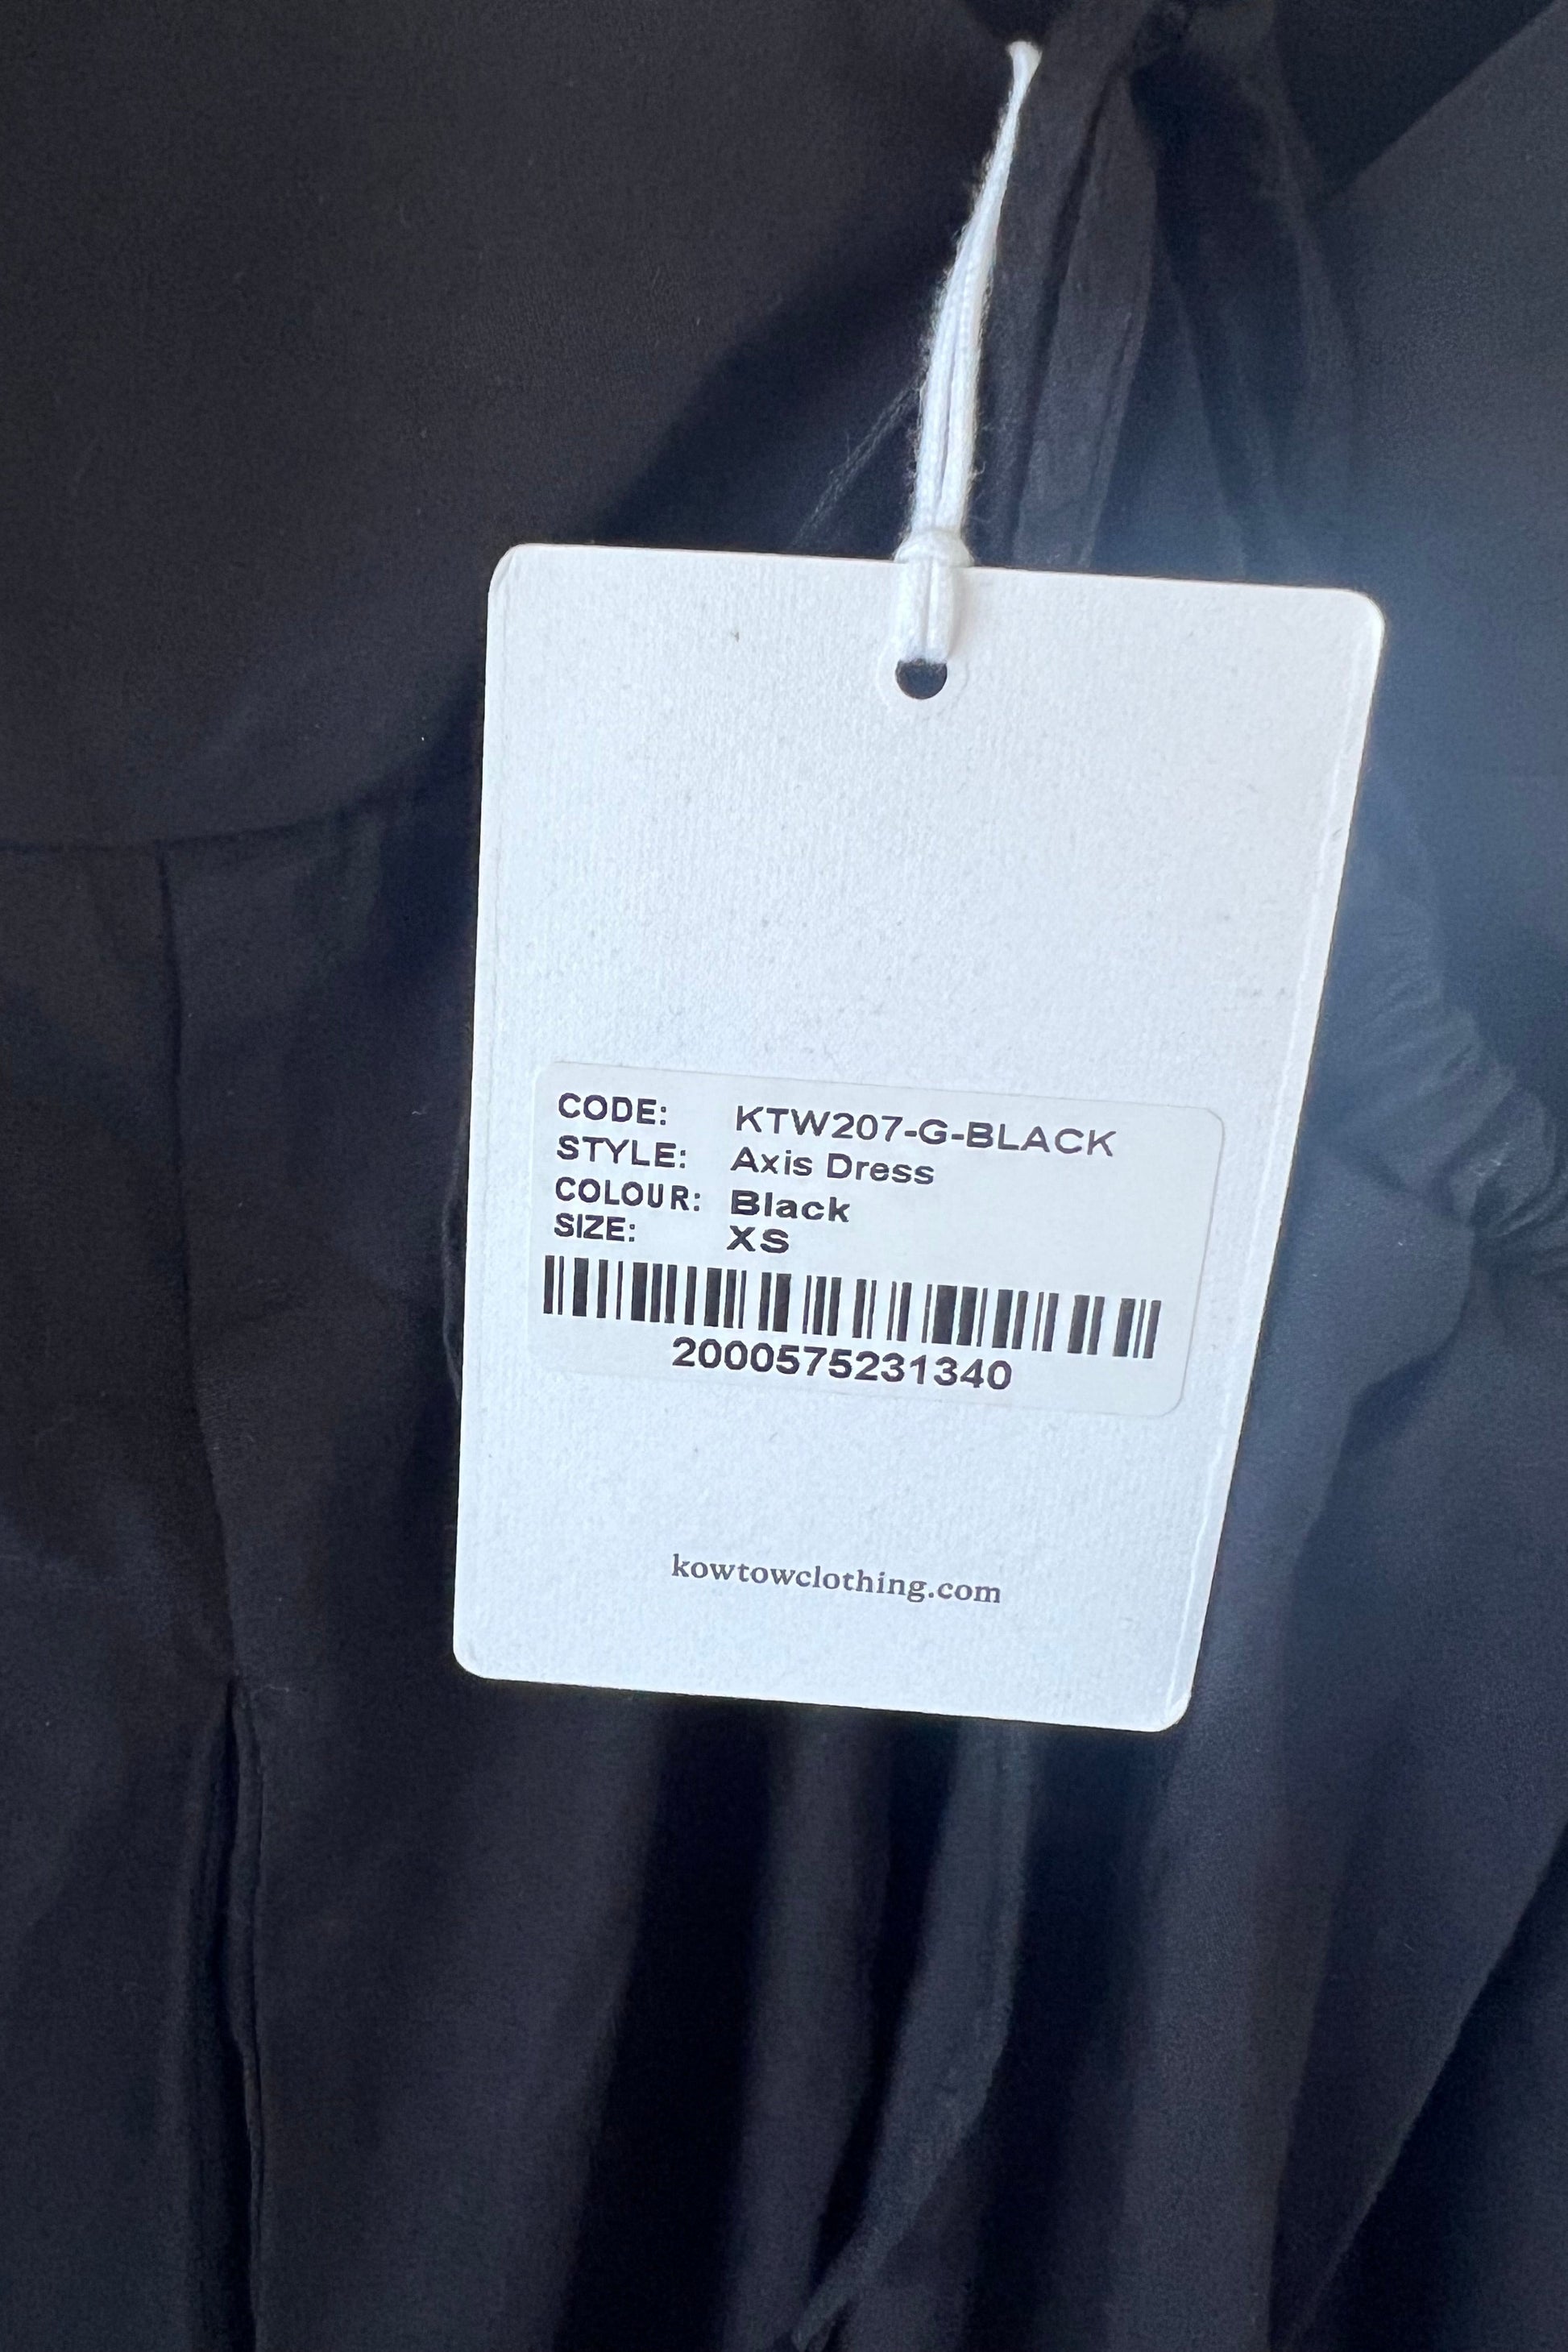 CODE: KTW207-G-BLACK
STYLE: Axis Dress
COLOUR: Black
SIZE: XS
2000575231340
kowtowclothing.com